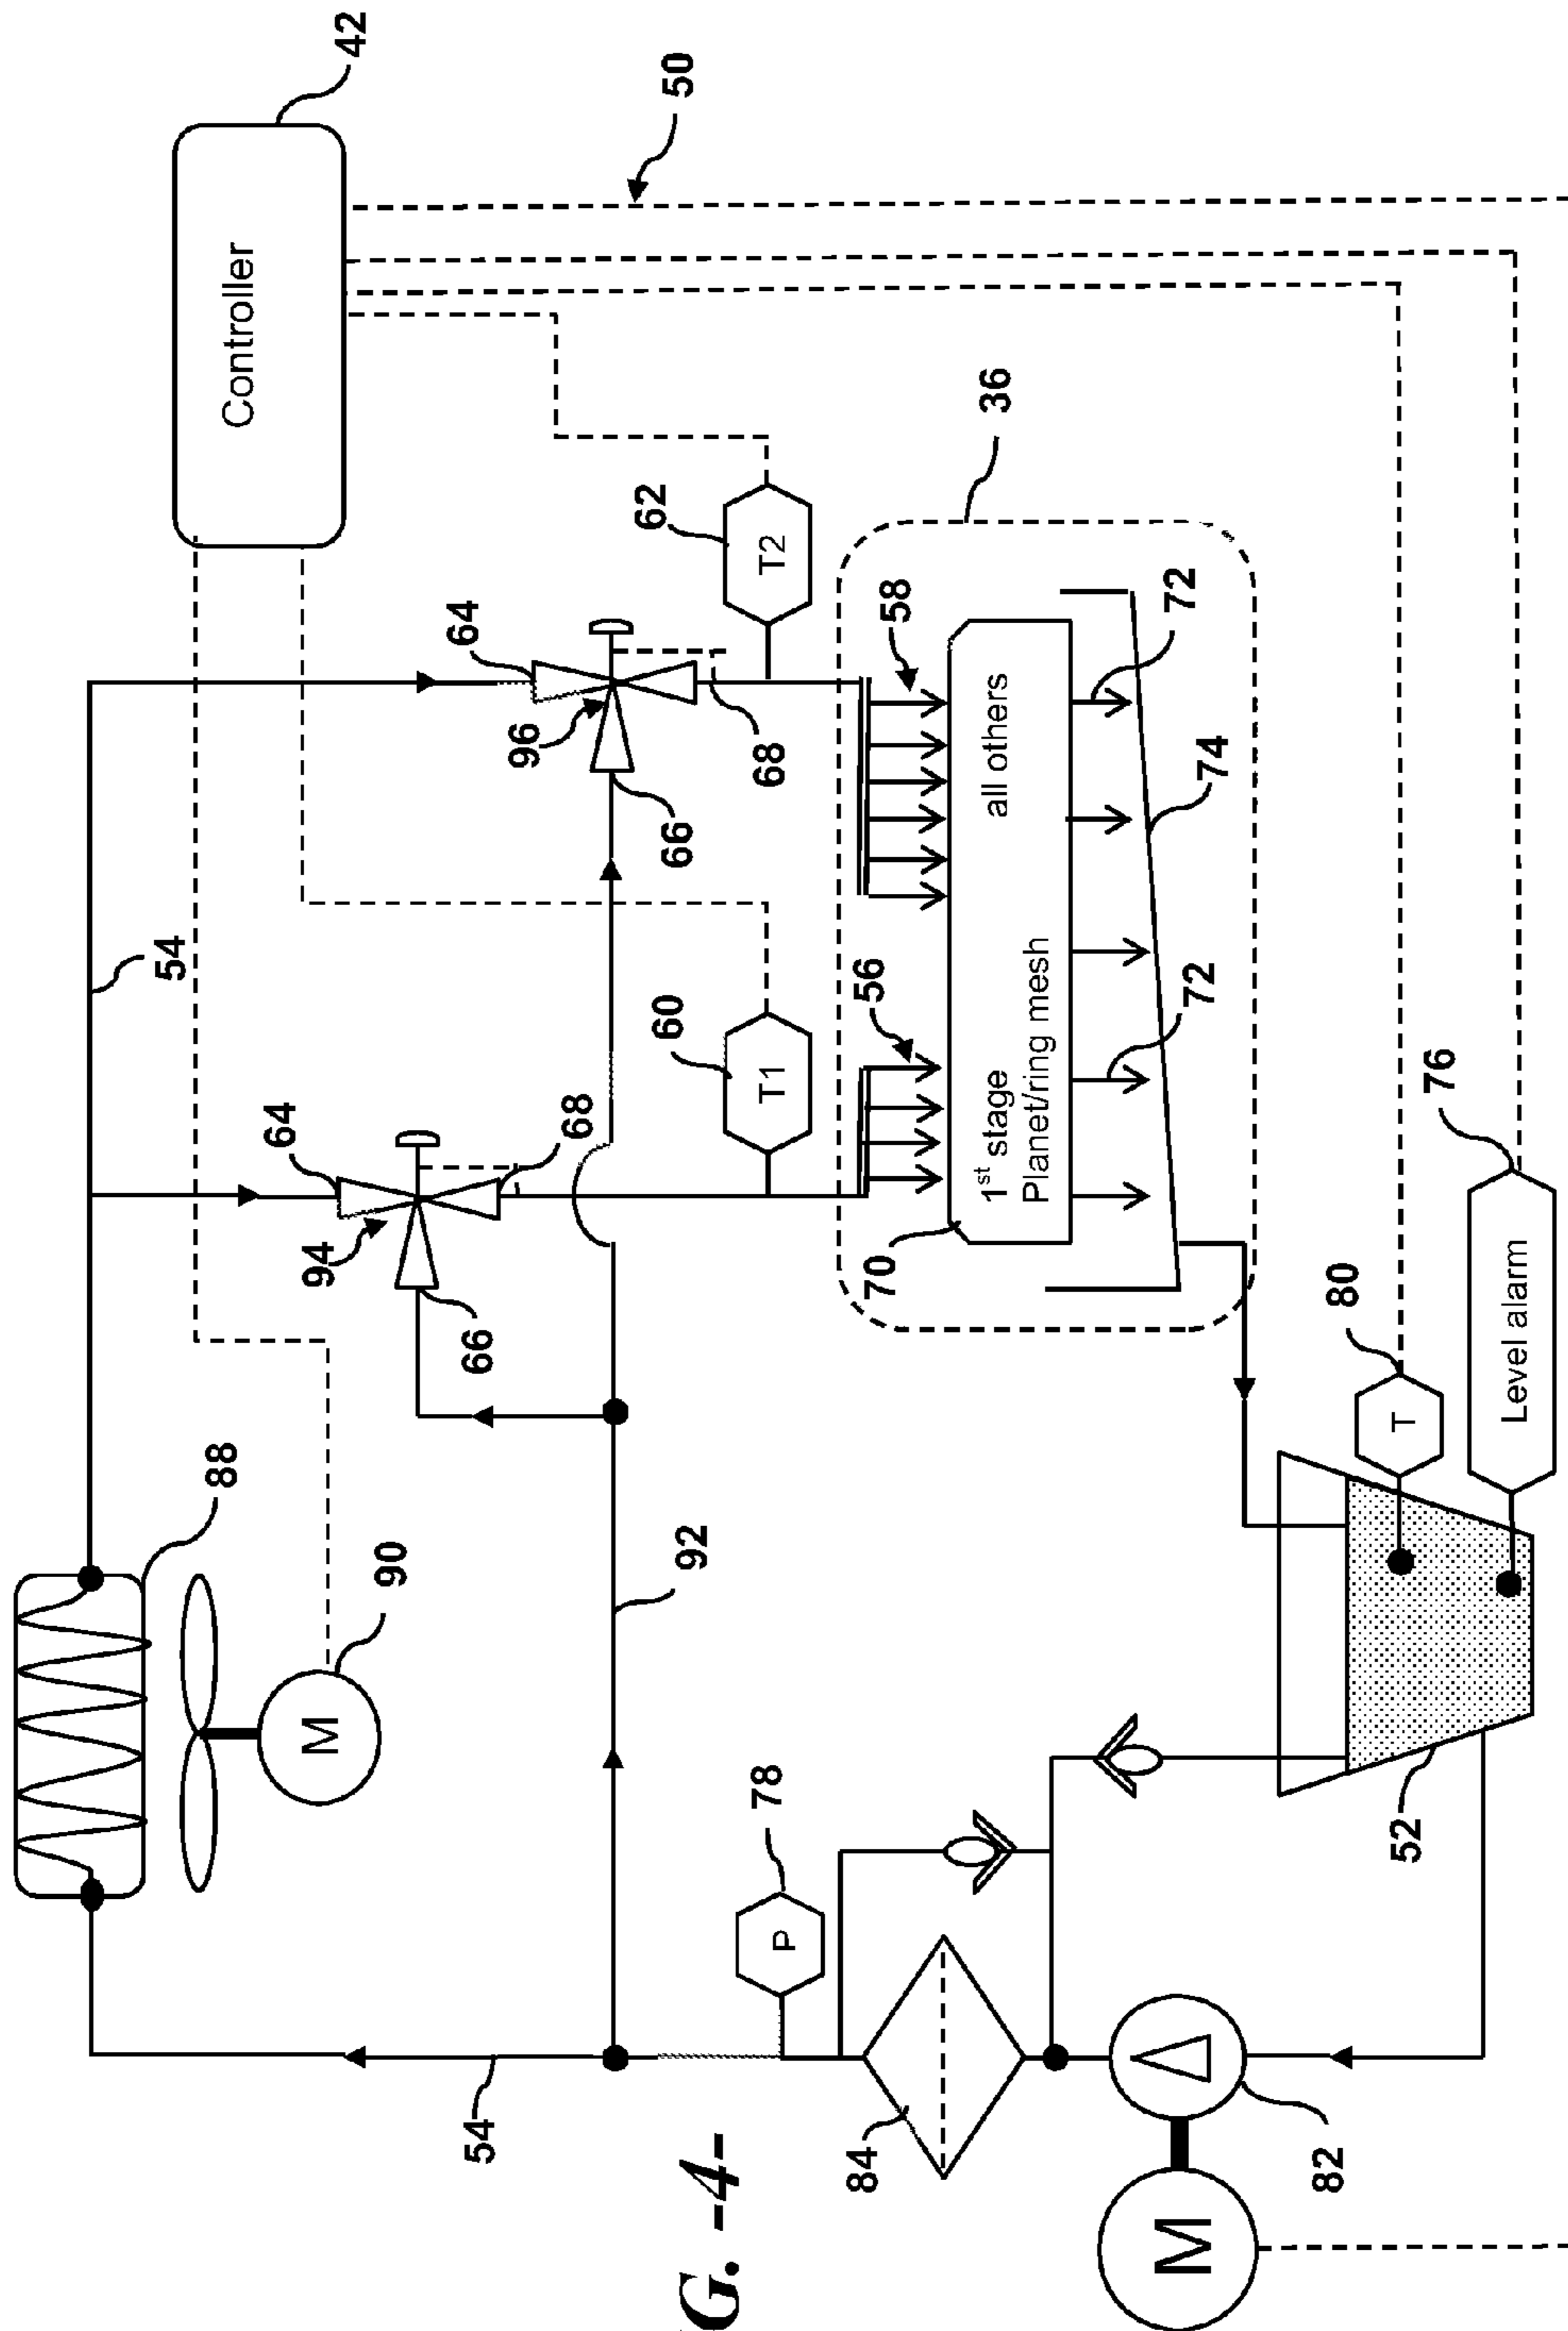 54
88
Controller
64
94
M
42
90
64
66
54
96
68
62
60
66
50
92
G. -4-
78
68
P
T1
T2
84
56
58
70
1st stage
Planet/ring mesh
all others
36
M
72
72
74
82
80
52
T
76
Level alarm